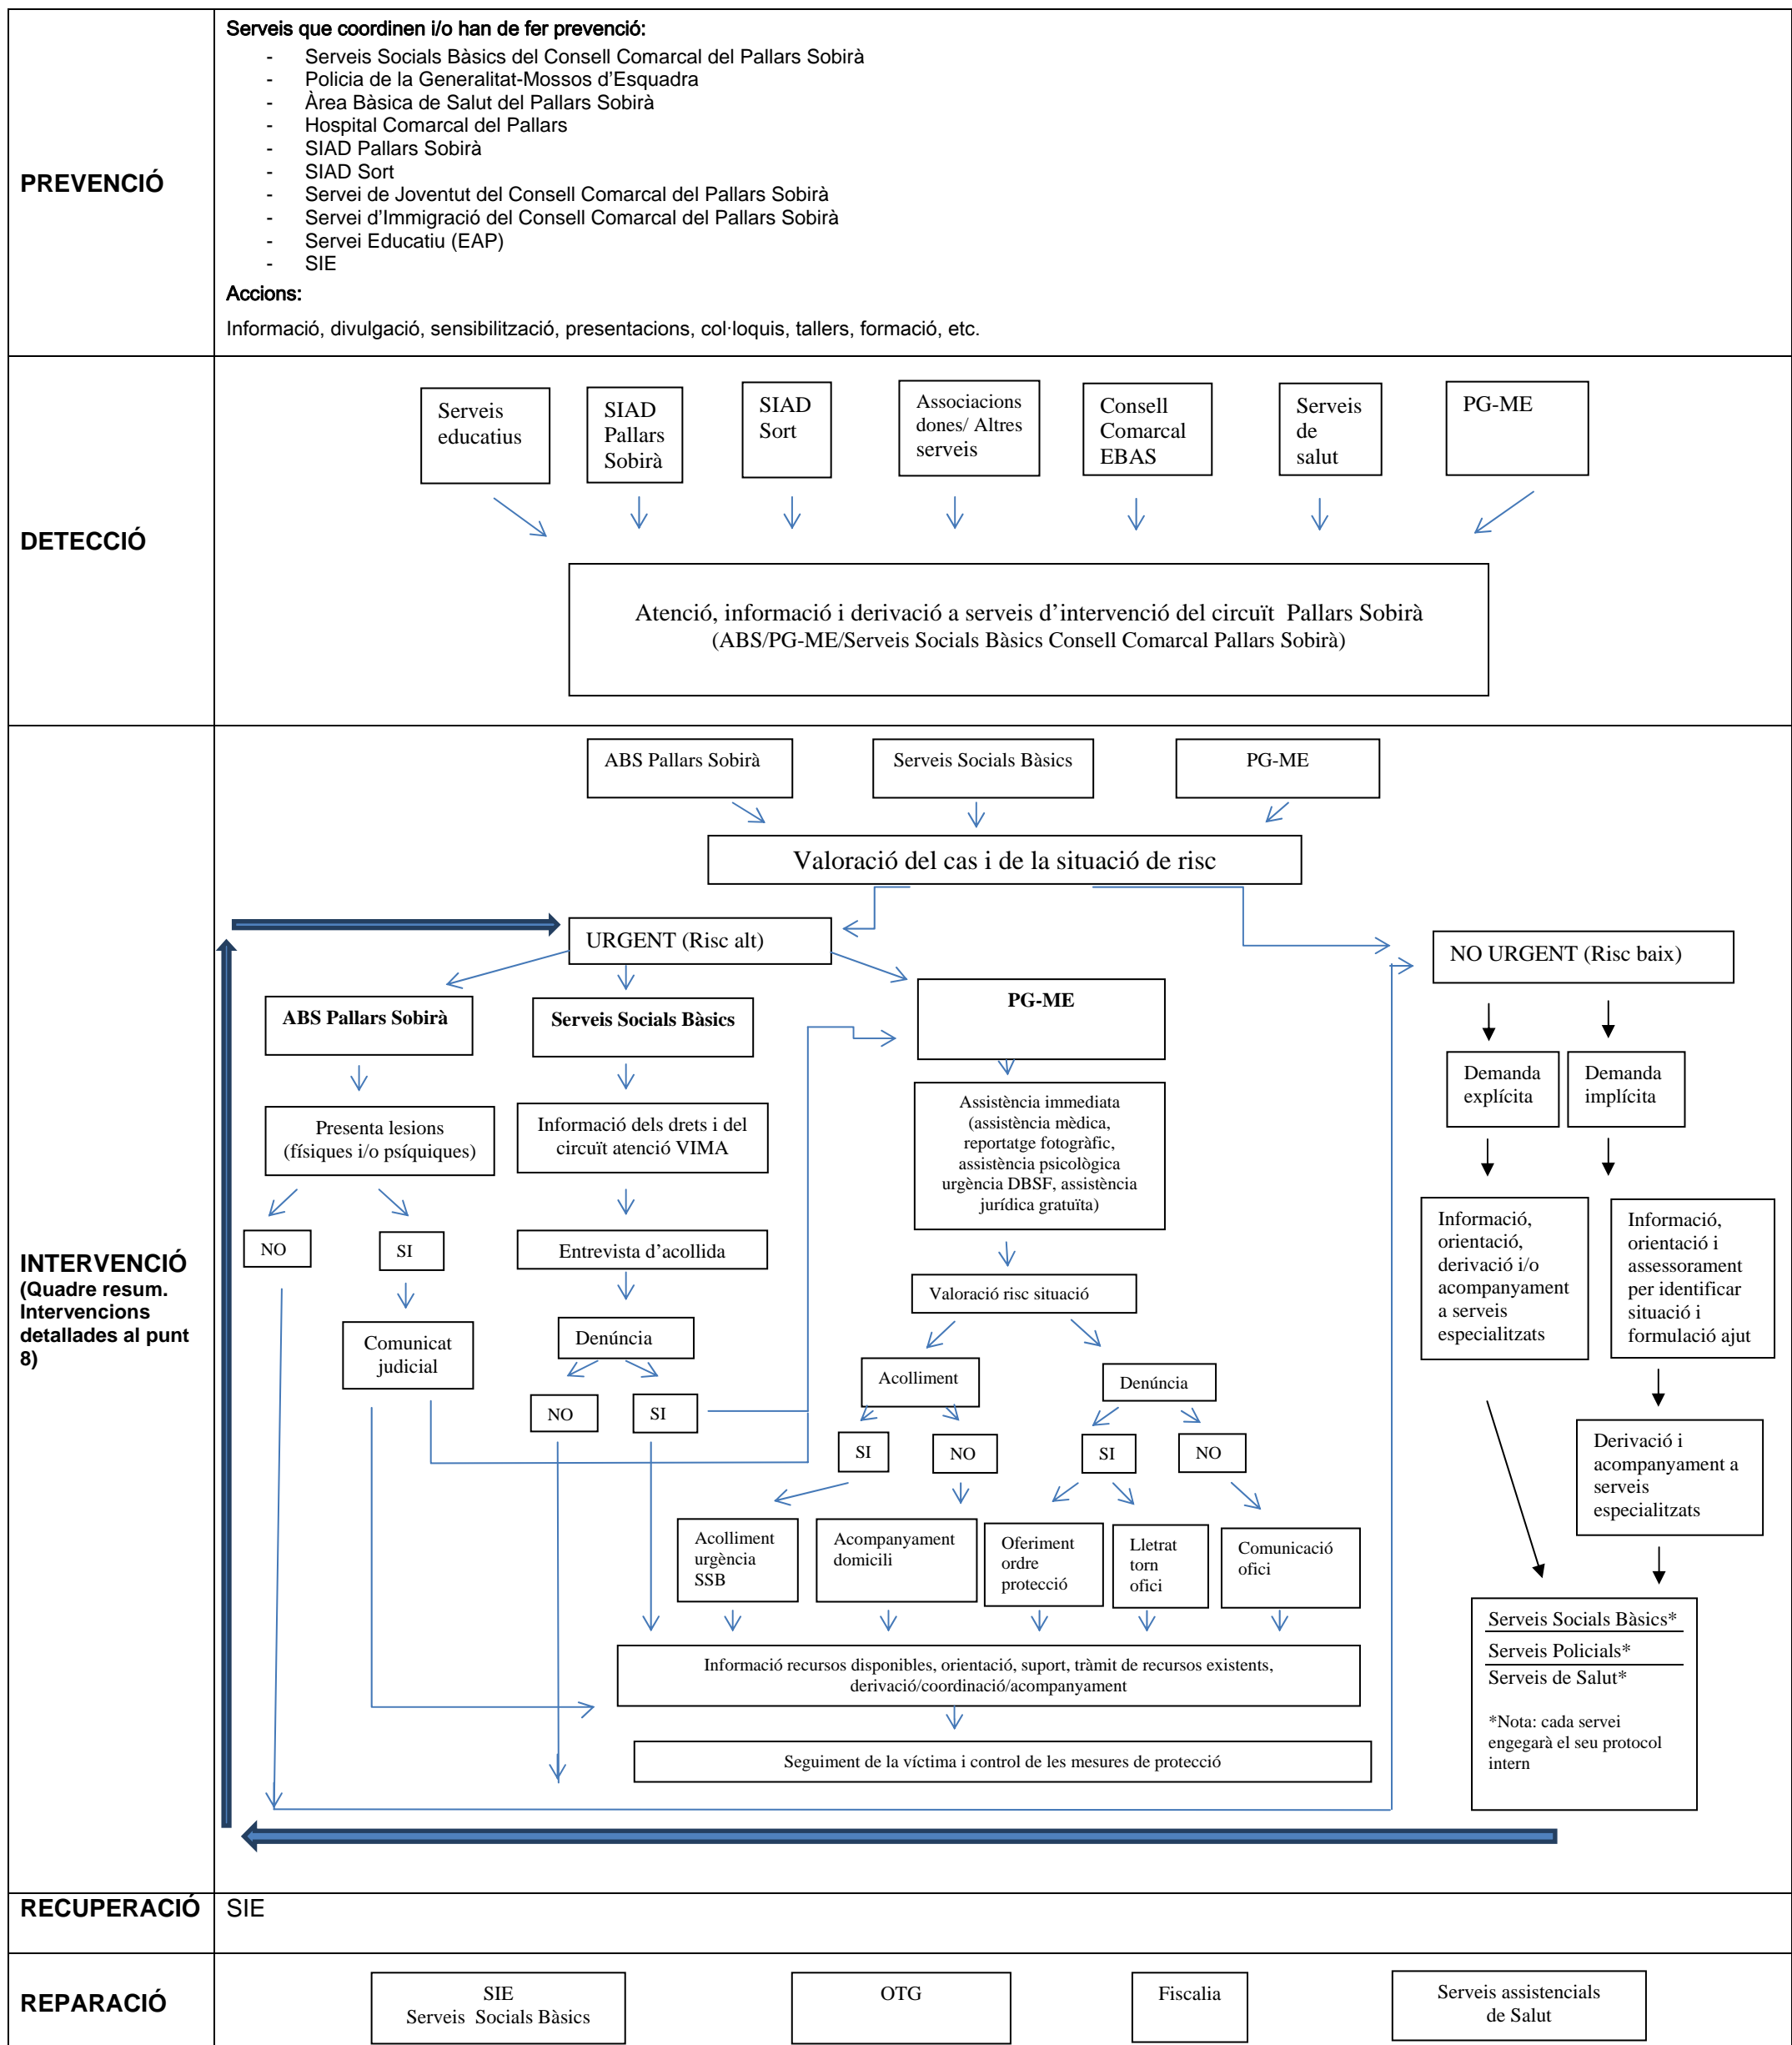 PREVENCIÓ
Serveis que coordinen i/o han de fer prevenció:
- Serveis Socials Bàsics del Consell Comarcal del Pallars Sobirà
- Policia de la Generalitat-Mossos d’Esquadra
- Àrea Bàsica de Salut del Pallars Sobirà
- Hospital Comarcal del Pallars
- SIAD Pallars Sobirà
- SIAD Sort
- Servei de Joventut del Consell Comarcal del Pallars Sobirà
- Servei d’Immigració del Consell Comarcal del Pallars Sobirà
- Servei Educatiu (EAP)
- SIE
Accions:
Informació, divulgació, sensibilització, presentacions, col·loquis, tallers, formació, etc.
DETECCIÓ
Serveis
educatius
SIAD
Pallars
Sobirà
SIAD
Sort
Associacions
dones/ Altres
serveis
Consell
Comarcal
EBAS
Serveis
de
salut
PG-ME
Atenció, informació i derivació a serveis d’intervenció del circuït Pallars Sobirà
(ABS/PG-ME/Serveis Socials Bàsics Consell Comarcal Pallars Sobirà)
INTERVENCIÓ
(Quadre resum.
Intervencions
detallades al punt
8)
ABS Pallars Sobirà
Serveis Socials Bàsics
PG-ME
Valoració del cas i de la situació de risc
URGENT (Risc alt)
NO URGENT (Risc baix)
ABS Pallars Sobirà
Serveis Socials Bàsics
PG-ME
Presenta lesions
(físiques i/o psíquiques)
NO
SI
Comunicat
judicial
Informació dels drets i del
circuït atenció VIMA
Entrevista d’acollida
Denúncia
NO
SI
Assistència immediata
(assistència mèdica,
reportatge fotogràfic,
assistència psicològica
urgència DBSF, assistència
jurídica gratuïta)
Valoració risc situació
Acolliment
Denúncia
SI
NO
SI
NO
Acolliment
urgència
SSB
Acompanyament
domicili
Oferiment
ordre
protecció
Lletrat
torn
ofici
Comunicació
ofici
Informació recursos disponibles, orientació, suport, tràmit de recursos existents,
derivació/coordinació/acompanyament
Seguiment de la víctima i control de les mesures de protecció
Demanda
explícita
Demanda
implícita
Informació,
orientació,
derivació i/o
acompanyament
a serveis
especialitzats
Informació,
orientació i
assessorament
per identificar
situació i
formulació ajut
Derivació i
acompanyament a
serveis
especialitzats
Serveis Socials Bàsics*
Serveis Policials*
Serveis de Salut*
*Nota: cada servei
engegarà el seu protocol
intern
RECUPERACIÓ
SIE
REPARACIÓ
SIE
Serveis Socials Bàsics
OTG
Fiscalia
Serveis assistencials
de Salut